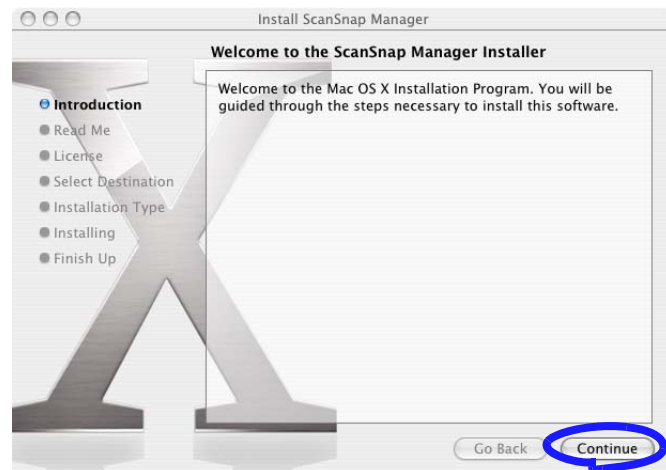 Install ScanSnap Manager
Welcome to the ScanSnap Manager Installer
Introduction
Read Me
License
Select Destination
Installation Type
Installing
Finish Up
Welcome to the Mac OS X Installation Program. You will be
guided through the steps necessary to install this software.
Go Back
Continue